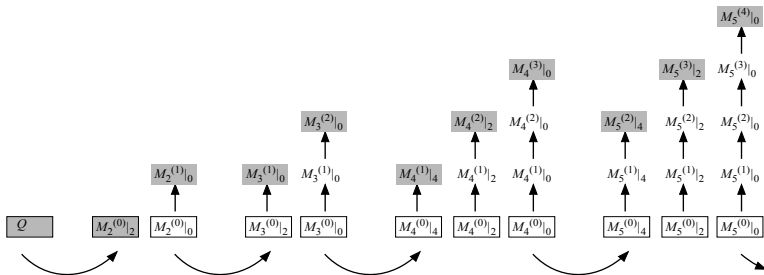 M₅⁽⁴⁾|₀
M₄⁽³⁾|₀ M₅⁽³⁾|₂ M₅⁽³⁾|₀
M₃⁽²⁾|₀ M₄⁽²⁾|₂ M₄⁽²⁾|₀ M₅⁽²⁾|₄ M₅⁽²⁾|₂ M₅⁽²⁾|₀
M₂⁽¹⁾|₀ M₃⁽¹⁾|₀ M₃⁽¹⁾|₀ M₄⁽¹⁾|₄ M₄⁽¹⁾|₂ M₄⁽¹⁾|₀ M₅⁽¹⁾|₄ M₅⁽¹⁾|₂ M₅⁽¹⁾|₀
Q M₂⁽⁰⁾|₂ M₂⁽⁰⁾|₀ M₃⁽⁰⁾|₂ M₃⁽⁰⁾|₀ M₄⁽⁰⁾|₄ M₄⁽⁰⁾|₂ M₄⁽⁰⁾|₀ M₅⁽⁰⁾|₄ M₅⁽⁰⁾|₂ M₅⁽⁰⁾|₀